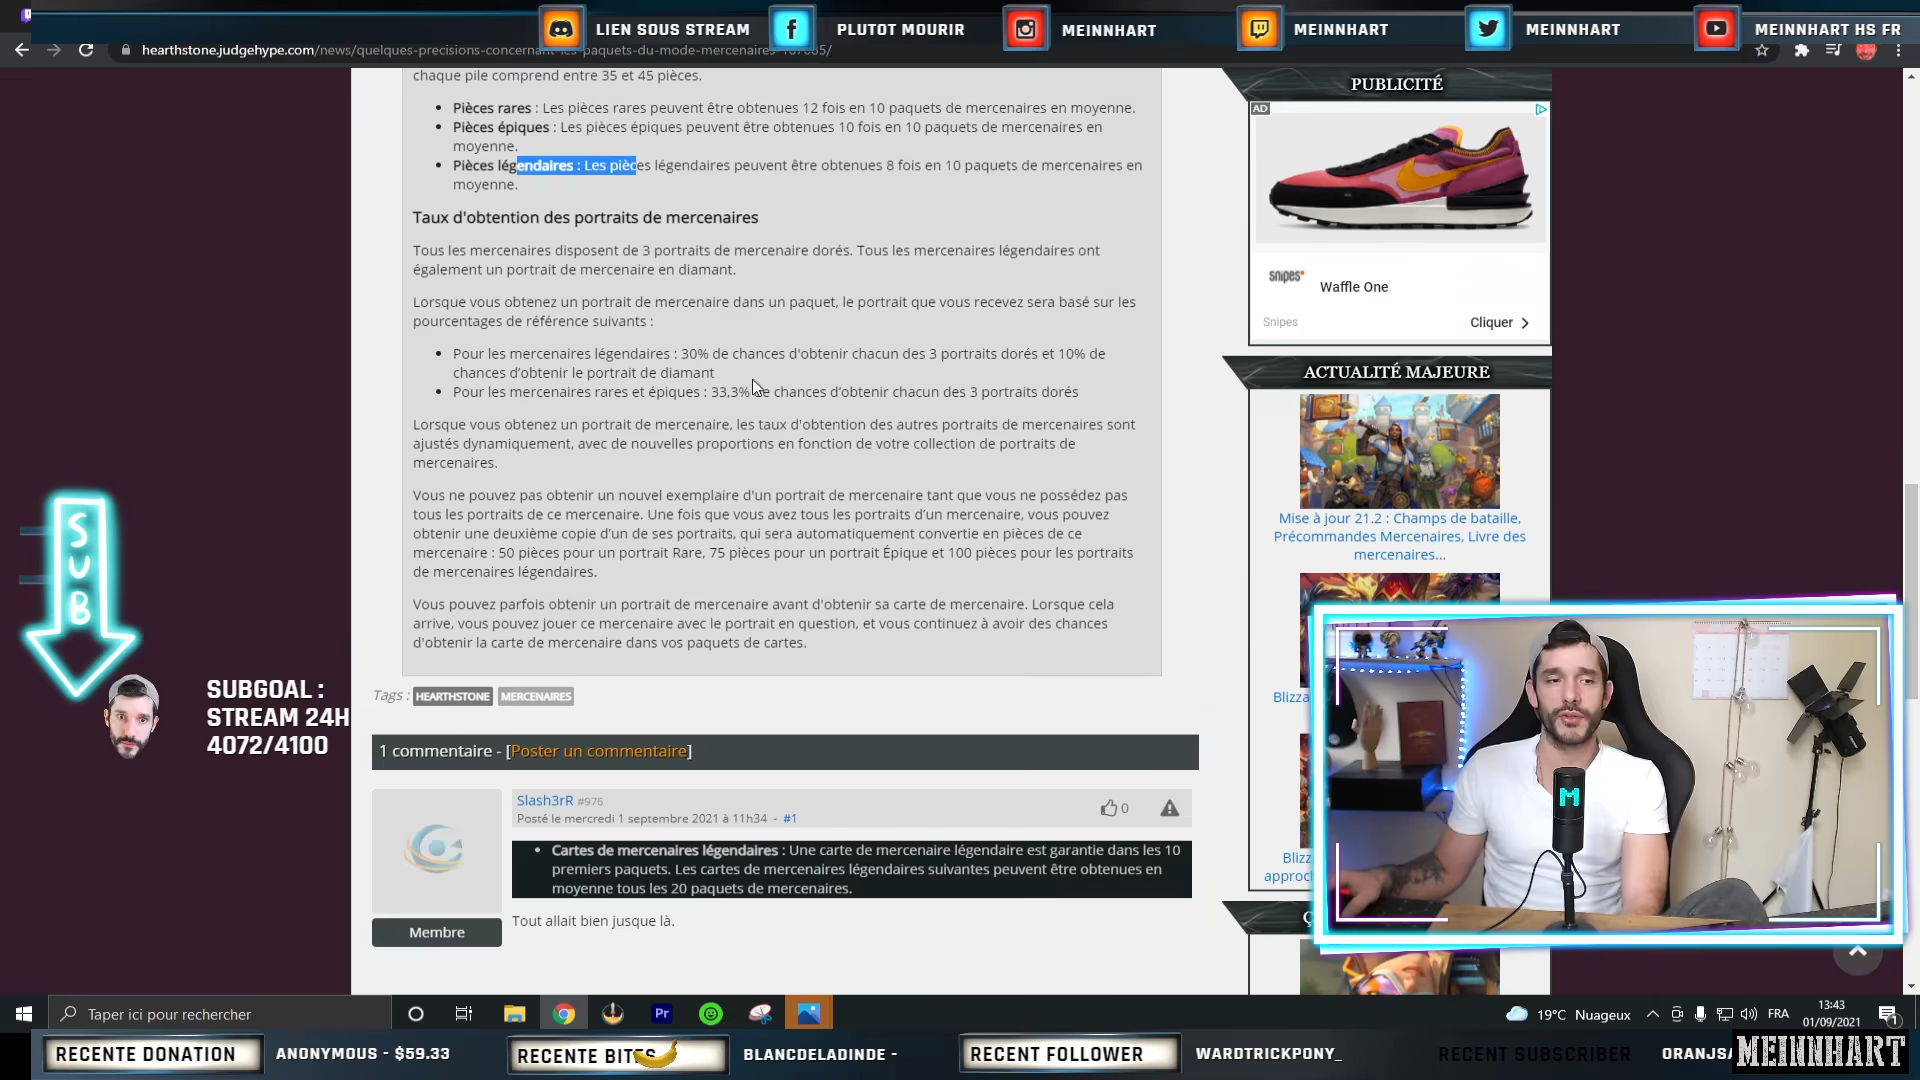 LIEN SOUS STREAM
PLUTOT MOURIR
MEINNHART
MEINNHART
MEINNHART
MEINNHART HS FR
hearthstone.judgehype.com/news/quelques-precisions-concernant-les-paquets-du-mode-mercenaires-
chaque pile comprend entre 35 et 45 pièces.
Pièces rares : Les pièces rares peuvent être obtenues 12 fois en 10 paquets de mercenaires en moyenne.
Pièces épiques : Les pièces épiques peuvent être obtenues 10 fois en 10 paquets de mercenaires en
moyenne.
Pièces légendaires : Les pièces légendaires peuvent être obtenues 8 fois en 10 paquets de mercenaires en
moyenne.
Taux d'obtention des portraits de mercenaires
Tous les mercenaires disposent de 3 portraits de mercenaire dorés. Tous les mercenaires légendaires ont
également un portrait de mercenaire en diamant.
Lorsque vous obtenez un portrait de mercenaire dans un paquet, le portrait que vous recevez sera basé sur les
pourcentages de référence suivants :
Pour les mercenaires légendaires : 30% de chances d'obtenir chacun des 3 portraits dorés et 10% de
chances d'obtenir le portrait de diamant
Pour les mercenaires rares et épiques : 33,3% de chances d'obtenir chacun des 3 portraits dorés
Lorsque vous obtenez un portrait de mercenaire, les taux d'obtention des autres portraits de mercenaires sont
ajustés dynamiquement, avec de nouvelles proportions en fonction de votre collection de portraits de
mercenaires.
Vous ne pouvez pas obtenir un nouvel exemplaire d'un portrait de mercenaire tant que vous ne possédez pas
tous les portraits de ce mercenaire. Une fois que vous avez tous les portraits d'un mercenaire, vous pouvez
obtenir une deuxième copie d'un de ses portraits, qui sera automatiquement convertie en pièces de ce
mercenaire : 50 pièces pour un portrait Rare, 75 pièces pour un portrait Épique et 100 pièces pour les portraits
de mercenaires légendaires.
Vous pouvez parfois obtenir un portrait de mercenaire avant d'obtenir sa carte de mercenaire. Lorsque cela
arrive, vous pouvez jouer ce mercenaire avec le portrait en question, et vous continuez à avoir des chances
d'obtenir la carte de mercenaire dans vos paquets de cartes.
Tags : HEARTHSTONE MERCENAIRES
1 commentaire - [Poster un commentaire]
Slash3rR #976
Posté le mercredi 1 septembre 2021 à 11h34 - #1
0
Cartes de mercenaires légendaires : Une carte de mercenaire légendaire est garantie dans les 10
premiers paquets. Les cartes de mercenaires légendaires suivantes peuvent être obtenues en
moyenne tous les 20 paquets de mercenaires.
Membre
Tout allait bien jusque là.
PUBLICITÉ
AD
snipes
Waffle One
Snipes
Cliquer
ACTUALITÉ MAJEURE
Mise à jour 21.2 : Champs de bataille,
Précommandes Mercenaires, Livre des
mercenaires...
Blizza
Blizz
approc
SUB
SUBGOAL :
STREAM 24H
4072/4100
M
Taper ici pour rechercher
Pr
19°C Nuageux
FRA
13:43
01/09/2021
1
RECENTE DONATION
ANONYMOUS - $59.33
RECENTE BITS
BLANCDELADINDE -
RECENT FOLLOWER
WARDTRICKPONY_
RECENT SUBSCRIBER
ORANJSA
MEINNHART